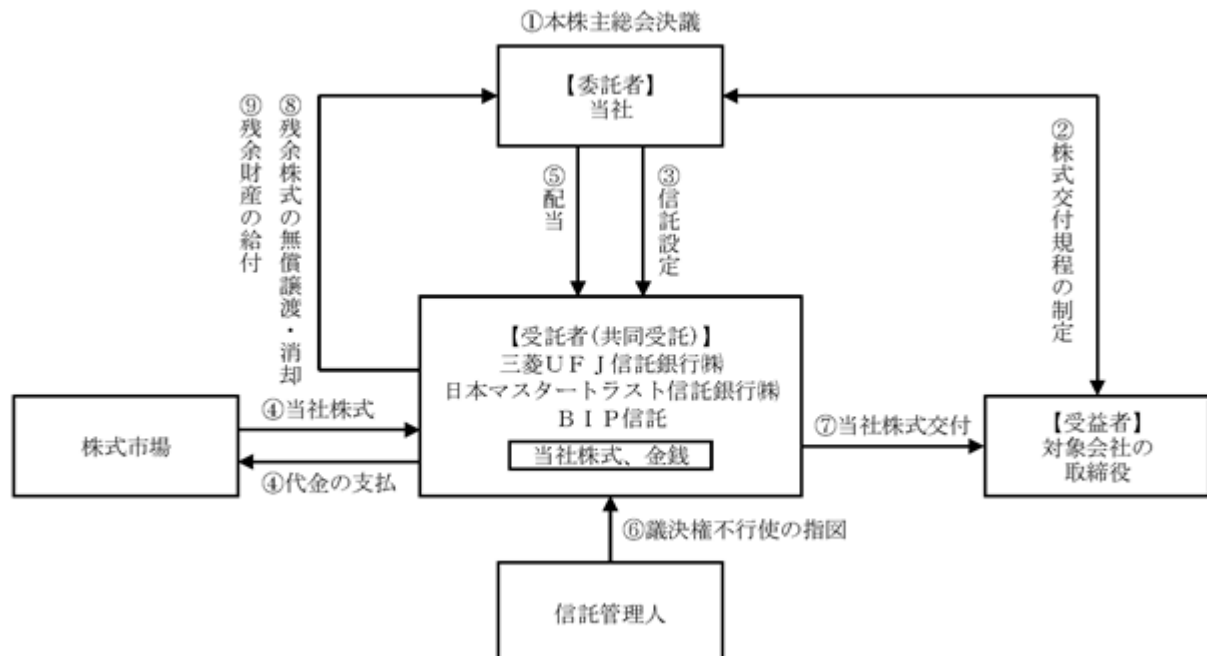 ①本株主総会決議
【委託者】
当社
⑨残余財産の給付
⑧残余株式の無償譲渡・消却
⑤配当
③信託設定
②株式交付規程の制定
【受託者(共同受託)】
三菱ＵＦＪ信託銀行㈱
日本マスタートラスト信託銀行㈱
ＢＩＰ信託
当社株式、金銭
株式市場
④当社株式
④代金の支払
⑦当社株式交付
【受益者】
対象会社の
取締役
⑥議決権不行使の指図
信託管理人